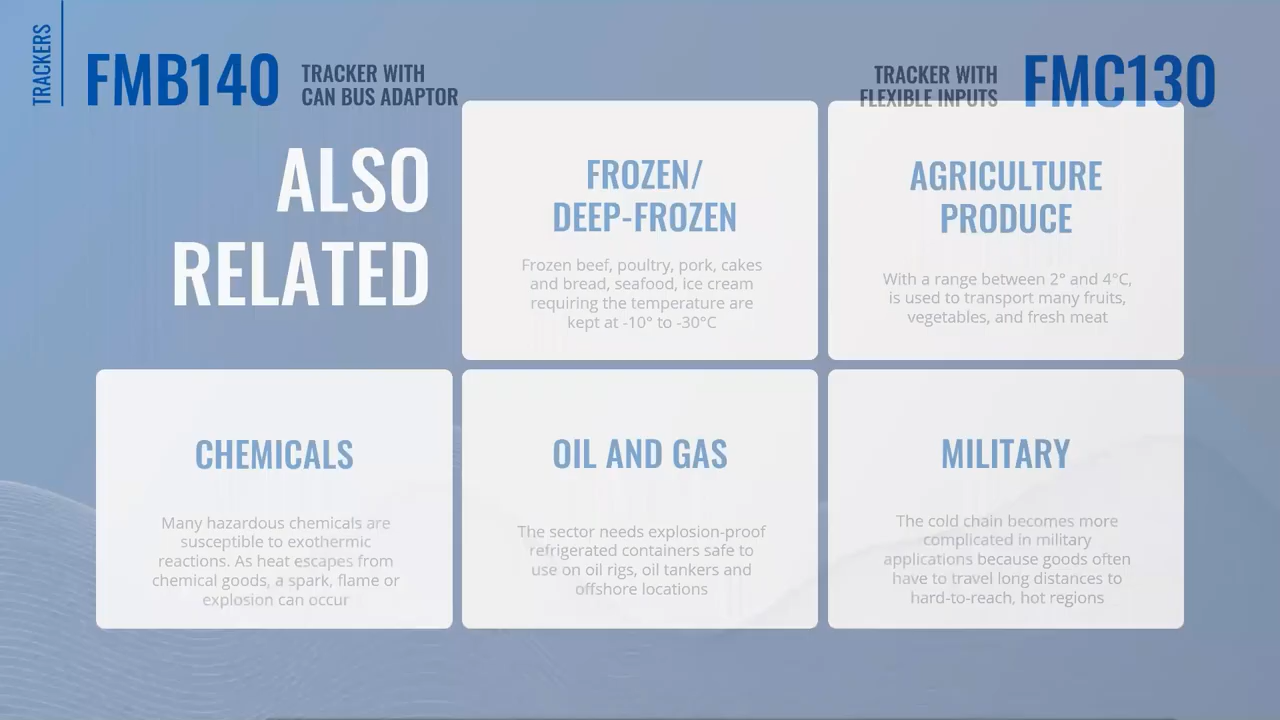 TRACKERS
FMB140
TRACKER WITH
CAN BUS ADAPTOR
TRACKER WITH
FLEXIBLE INPUTS
FMC130
ALSO
RELATED
FROZEN/
DEEP-FROZEN
Frozen beef, poultry, pork, cakes
and bread, seafood, ice cream
requiring the temperature are
kept at -10° to -30°C
AGRICULTURE
PRODUCE
With a range between 2° and 4°C,
is used to transport many fruits,
vegetables, and fresh meat
CHEMICALS
Many hazardous chemicals are
susceptible to exothermic
reactions. As heat escapes from
chemical goods, a spark, flame or
explosion can occur
OIL AND GAS
The sector needs explosion-proof
refrigerated containers safe to
use on oil rigs, oil tankers and
offshore locations
MILITARY
The cold chain becomes more
complicated in military
applications because goods often
have to travel long distances to
hard-to-reach, hot regions